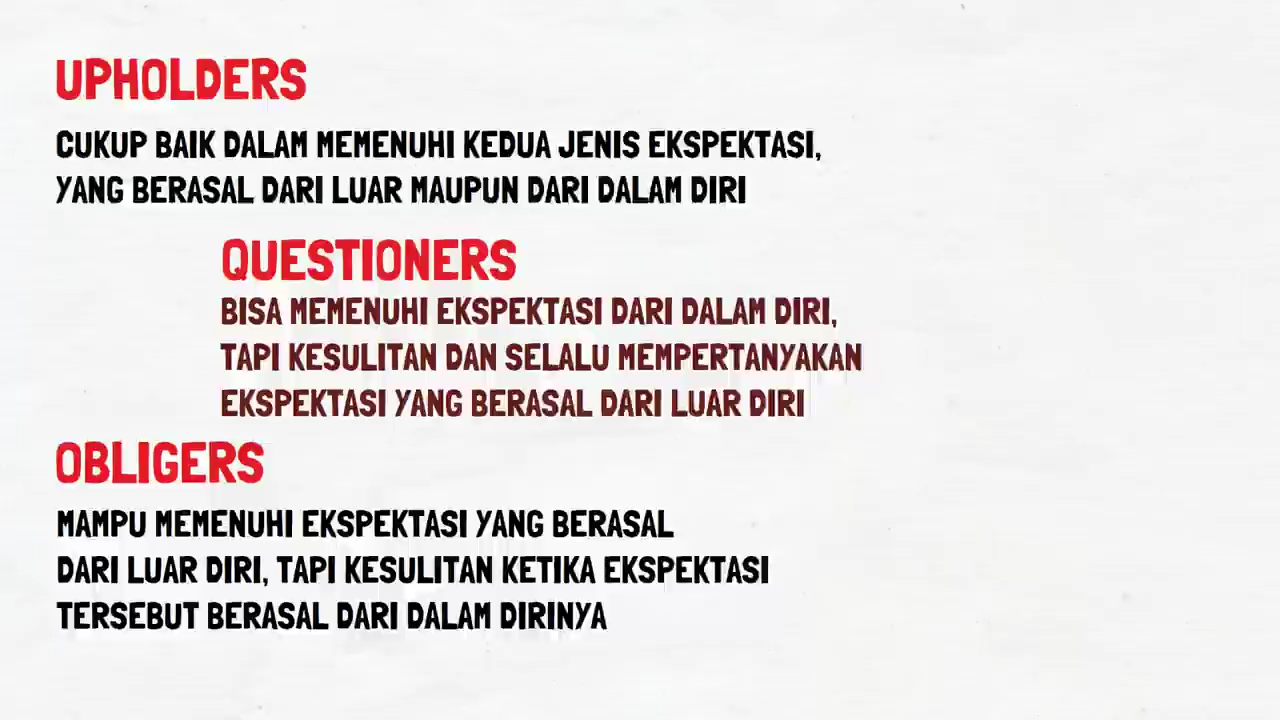 UPHOLDERS
CUKUP BAIK DALAM MEMENUHI KEDUA JENIS EKSPEKTASI,
YANG BERASAL DARI LUAR MAUPUN DARI DALAM DIRI
QUESTIONERS
BISA MEMENUHI EKSPEKTASI DARI DALAM DIRI,
TAPI KESULITAN DAN SELALU MEMPERTANYAKAN
EKSPEKTASI YANG BERASAL DARI LUAR DIRI
OBLIGERS
MAMPU MEMENUHI EKSPEKTASI YANG BERASAL
DARI LUAR DIRI, TAPI KESULITAN KETIKA EKSPEKTASI
TERSEBUT BERASAL DARI DALAM DIRINYA